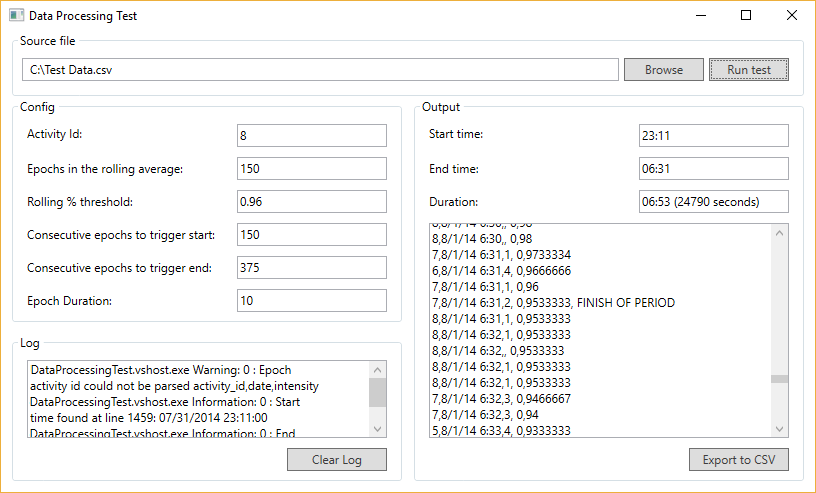 Data Processing Test
Source file
C:\Test Data.csv
Browse
Run test
Config
Activity Id:
8
Epochs in the rolling average:
150
Rolling % threshold:
0.96
Consecutive epochs to trigger start:
150
Consecutive epochs to trigger end:
375
Epoch Duration:
10
Log
DataProcessingTest.vshost.exe Warning: 0 : Epoch
activity id could not be parsed activity_id,date,intensity
DataProcessingTest.vshost.exe Information: 0 : Start
time found at line 1459: 07/31/2014 23:11:00
DataProcessingTest.vshost.exe Information: 0 : End
Clear Log
Output
Start time:
23:11
End time:
06:31
Duration:
06:53 (24790 seconds)
8,8/1/14 6:30,, 0,98
8,8/1/14 6:30,, 0,98
7,8/1/14 6:31,1, 0,9733334
6,8/1/14 6:31,4, 0,9666666
7,8/1/14 6:31,1, 0,96
7,8/1/14 6:31,2, 0,9533333, FINISH OF PERIOD
8,8/1/14 6:31,1, 0,9533333
8,8/1/14 6:32,1, 0,9533333
8,8/1/14 6:32,, 0,9533333
8,8/1/14 6:32,1, 0,9533333
8,8/1/14 6:32,1, 0,9533333
7,8/1/14 6:32,3, 0,9466667
7,8/1/14 6:32,3, 0,94
5,8/1/14 6:33,4, 0,9333333
Export to CSV